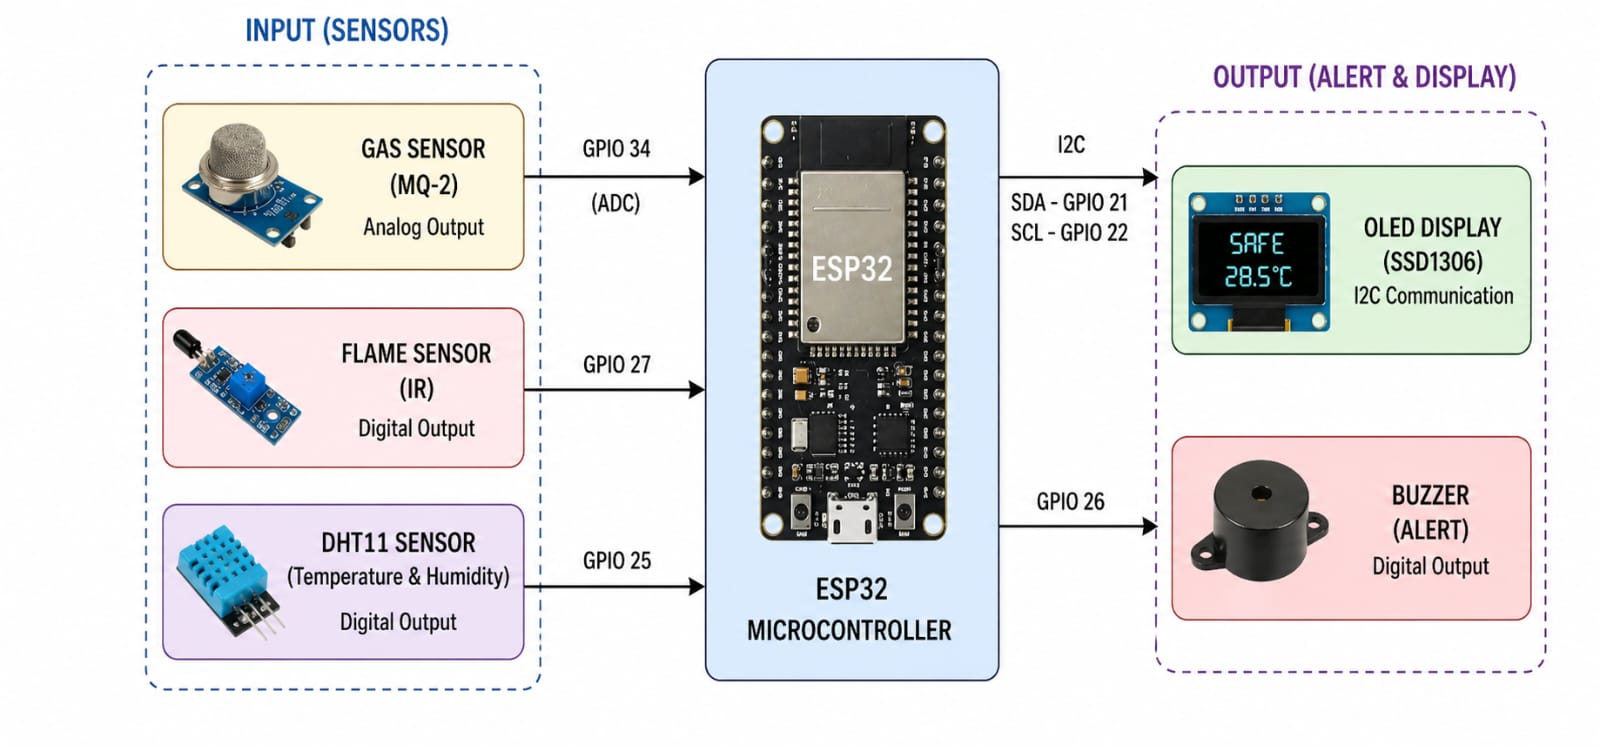 INPUT (SENSORS)
GAS SENSOR
(MQ-2)
Analog Output
FLAME SENSOR
(IR)
Digital Output
DHT11 SENSOR
(Temperature & Humidity)
Digital Output
GPIO 34
(ADC)
GPIO 27
GPIO 25
ESP32
ESP32
MICROCONTROLLER
I2C
SDA - GPIO 21
SCL - GPIO 22
GPIO 26
OUTPUT (ALERT & DISPLAY)
SAFE
28.5°C
OLED DISPLAY
(SSD1306)
I2C Communication
BUZZER
(ALERT)
Digital Output